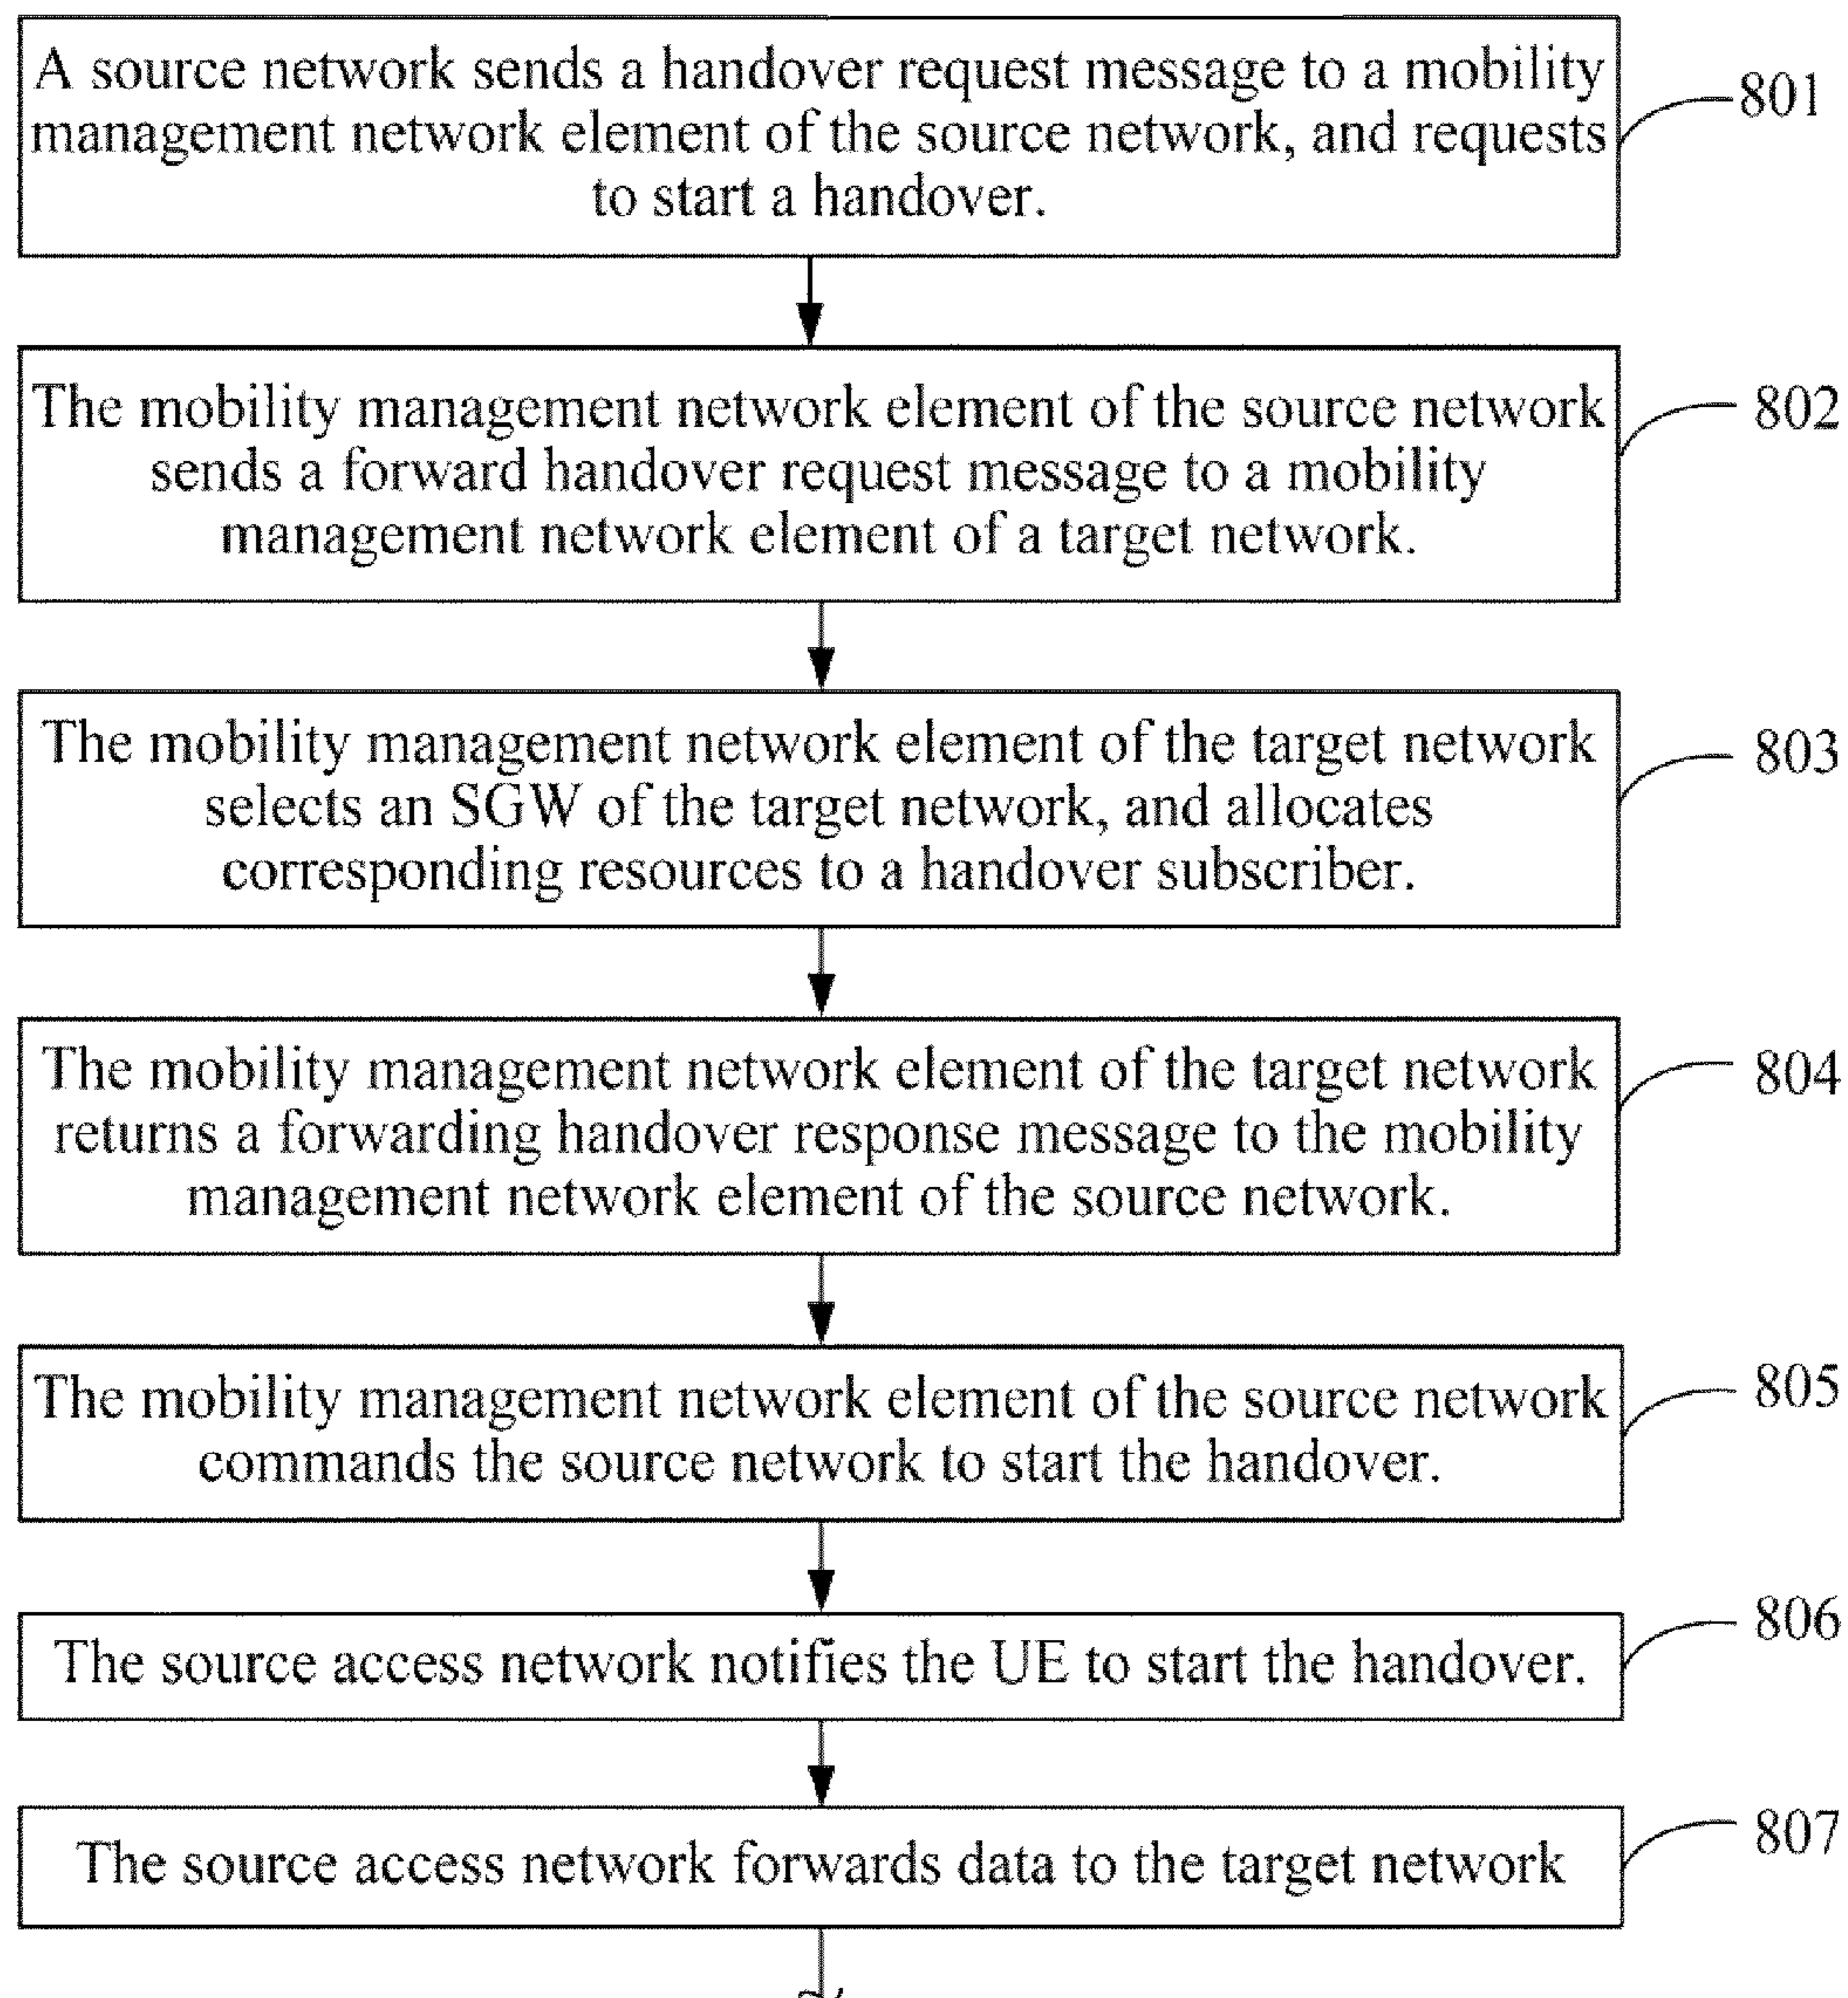 A source network sends a handover request message to a mobility
management network element of the source network, and requests
to start a handover.
801
The mobility management network element of the source network
sends a forward handover request message to a mobility
management network element of a target network.
802
The mobility management network element of the target network
selects an SGW of the target network, and allocates
corresponding resources to a handover subscriber.
803
The mobility management network element of the target network
returns a forwarding handover response message to the mobility
management network element of the source network.
804
The mobility management network element of the source network
commands the source network to start the handover.
805
The source access network notifies the UE to start the handover.
806
The source access network forwards data to the target network
807